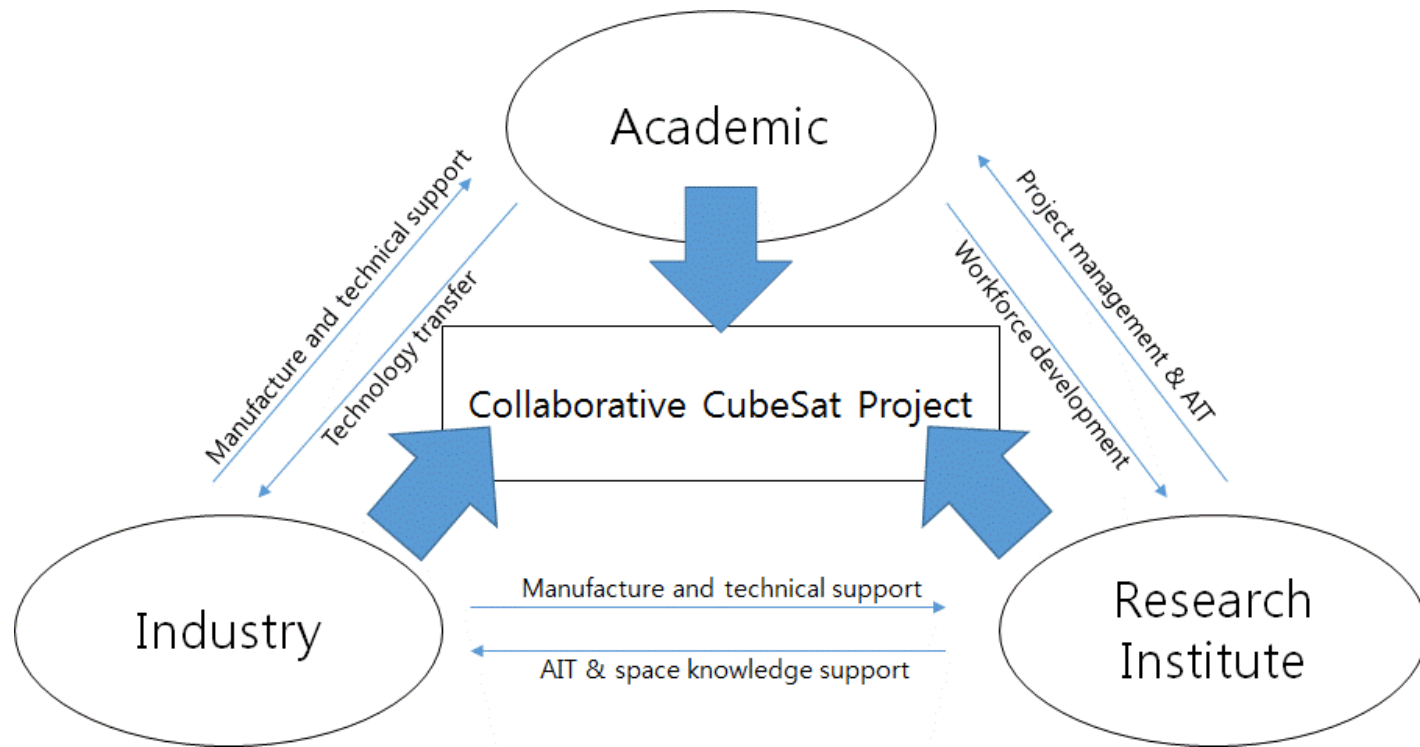 Academic
Manufacture and technical support
Technology transfer
Project management & AIT
Workforce development
Collaborative CubeSat Project
Manufacture and technical support
AIT & space knowledge support
Industry
Research
Institute